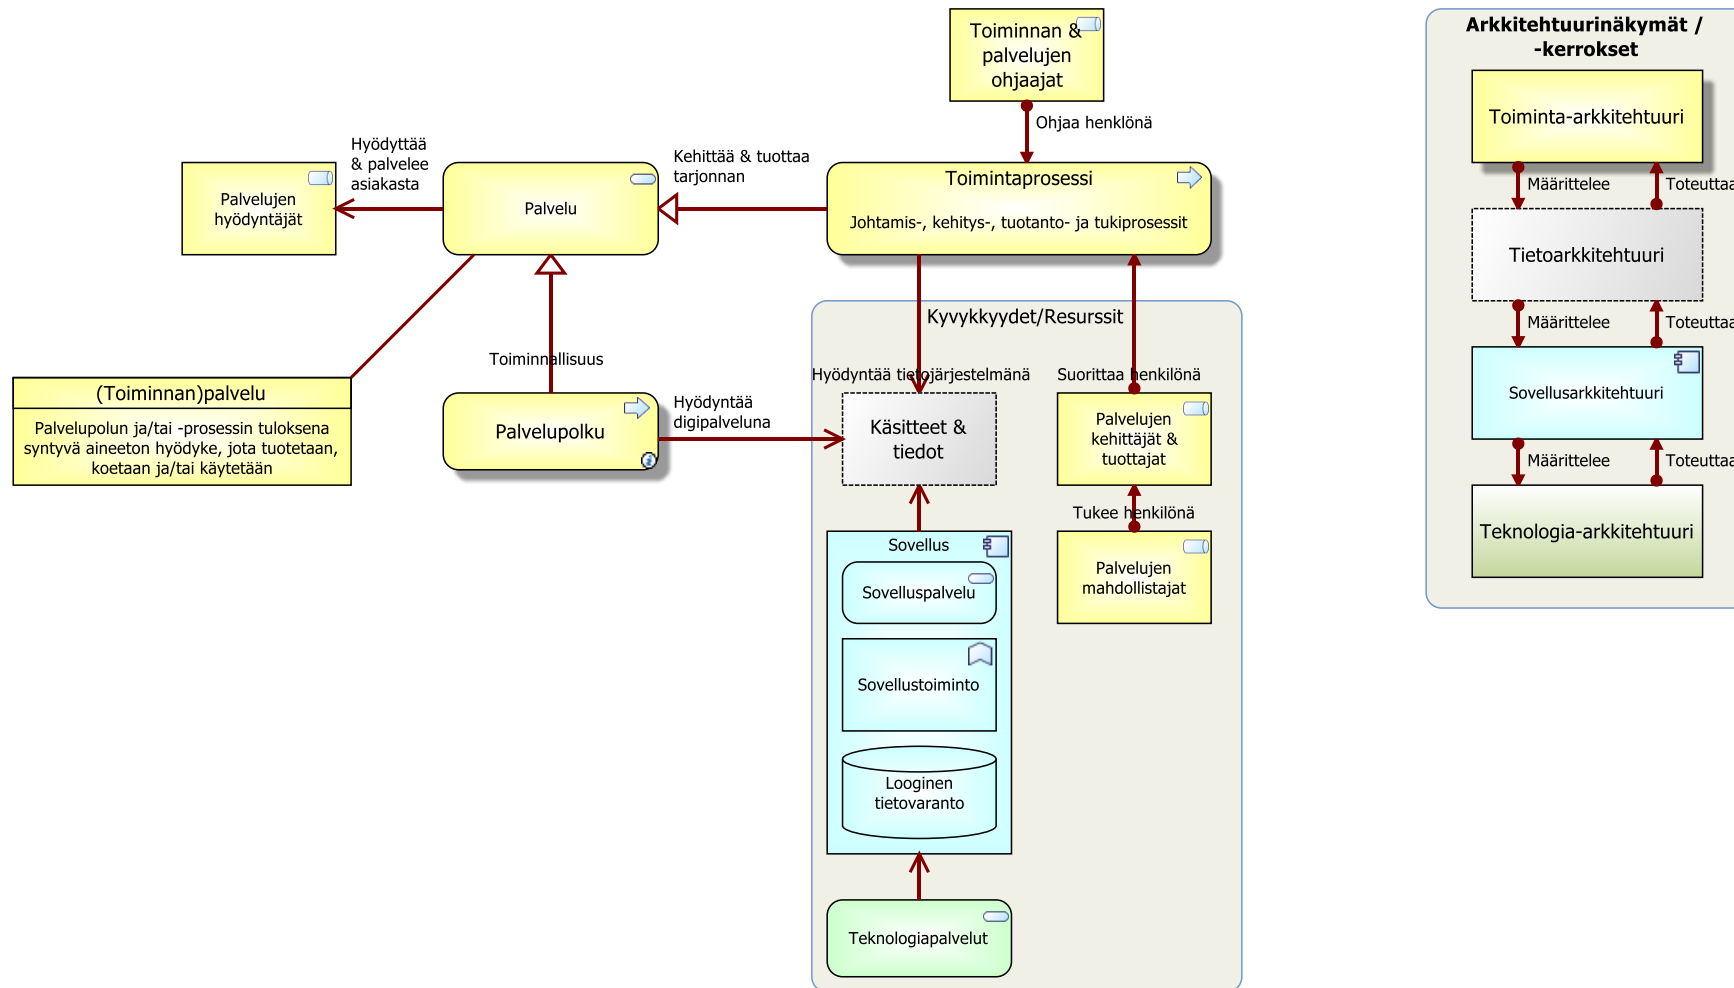 Toiminnan &
palvelujen
ohjaajat
Ohjaa henklönä
Hyödyttää
& palvelee
asiakasta
Kehittää & tuottaa
tarjonnan
Palvelujen
hyödyntäjät
Palvelu
Toimintaprosessi
Johtamis-, kehitys-, tuotanto- ja tukiprosessit
Kyvykkyydet/Resurssit
Toiminnallisuus
Hyödyntää tietojärjestelmänä
Suorittaa henkilönä
(Toiminnan)palvelu
Palvelupolun ja/tai -prosessin tuloksena
syntyvä aineeton hyödyke, jota tuotetaan,
koetaan ja/tai käytetään
Palvelupolku
Hyödyntää
digipalveluna
Käsitteet &
tiedot
Palvelujen
kehittäjät &
tuottajat
Tukee henkilönä
Sovellus
Sovelluspalvelu
Sovellustoiminto
Looginen
tietovaranto
Palvelujen
mahdollistajat
Teknologiapalvelut
Arkkitehtuurinäkymät /
-kerrokset
Toiminta-arkkitehtuuri
Määrittelee
Toteuttaa
Tietoarkkitehtuuri
Määrittelee
Toteuttaa
Sovellusarkkitehtuuri
Määrittelee
Toteuttaa
Teknologia-arkkitehtuuri